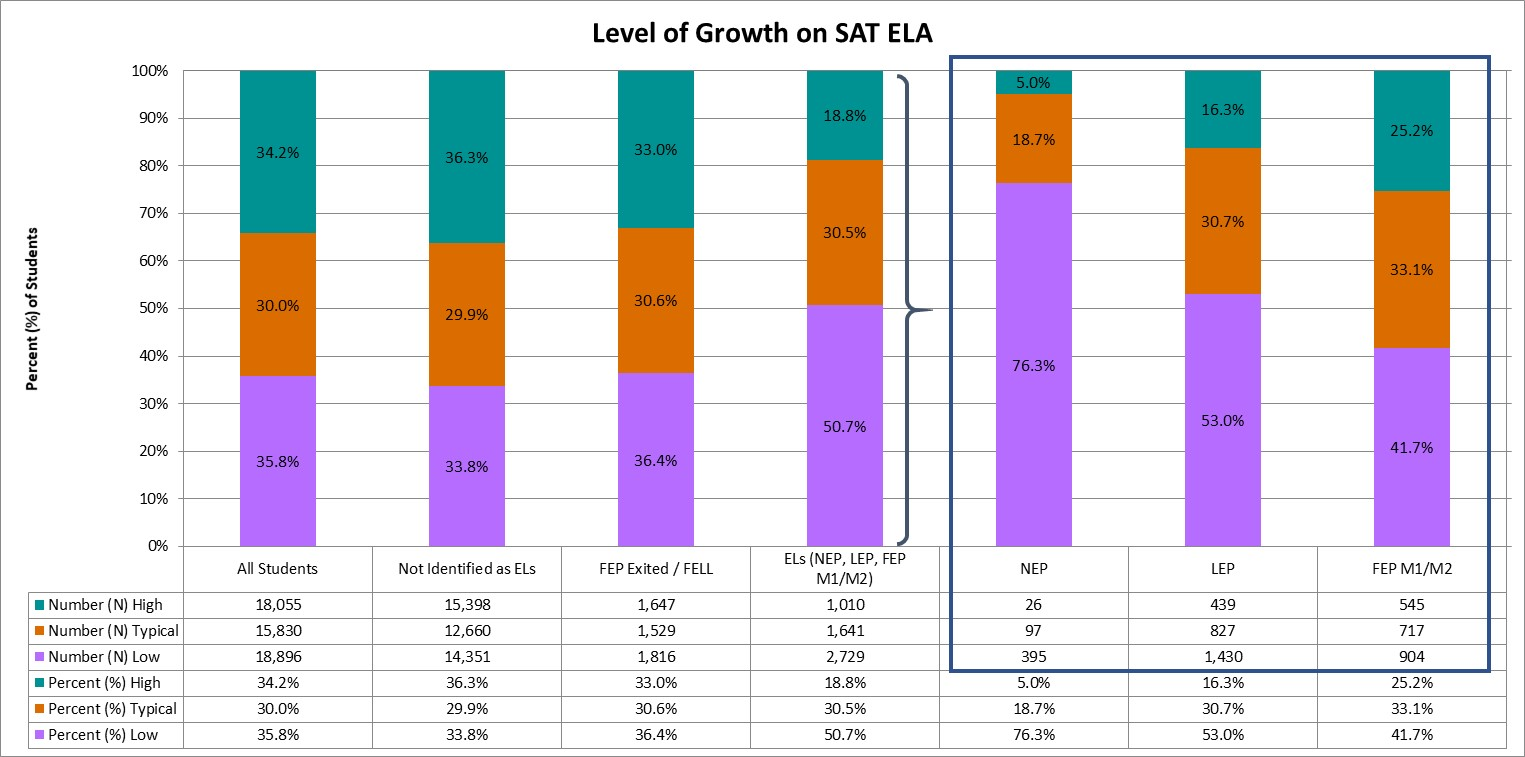 Level of Growth on SAT ELA
Percent (%) of Students
100%
90%
80%
70%
60%
50%
40%
30%
20%
10%
0%
34.2% 36.3% 33.0% 18.8% 5.0% 16.3% 25.2%
30.0% 29.9% 30.6% 30.5% 18.7% 30.7% 33.1%
35.8% 33.8% 36.4% 50.7% 76.3% 53.0% 41.7%
All Students Not Identified as ELs FEP Exited / FELL ELs (NEP, LEP, FEP M1/M2) NEP LEP FEP M1/M2
Number (N) High 18,055 15,398 1,647 1,010 26 439 545
Number (N) Typical 15,830 12,660 1,529 1,641 97 827 717
Number (N) Low 18,896 14,351 1,816 2,729 395 1,430 904
Percent (%) High 34.2% 36.3% 33.0% 18.8% 5.0% 16.3% 25.2%
Percent (%) Typical 30.0% 29.9% 30.6% 30.5% 18.7% 30.7% 33.1%
Percent (%) Low 35.8% 33.8% 36.4% 50.7% 76.3% 53.0% 41.7%